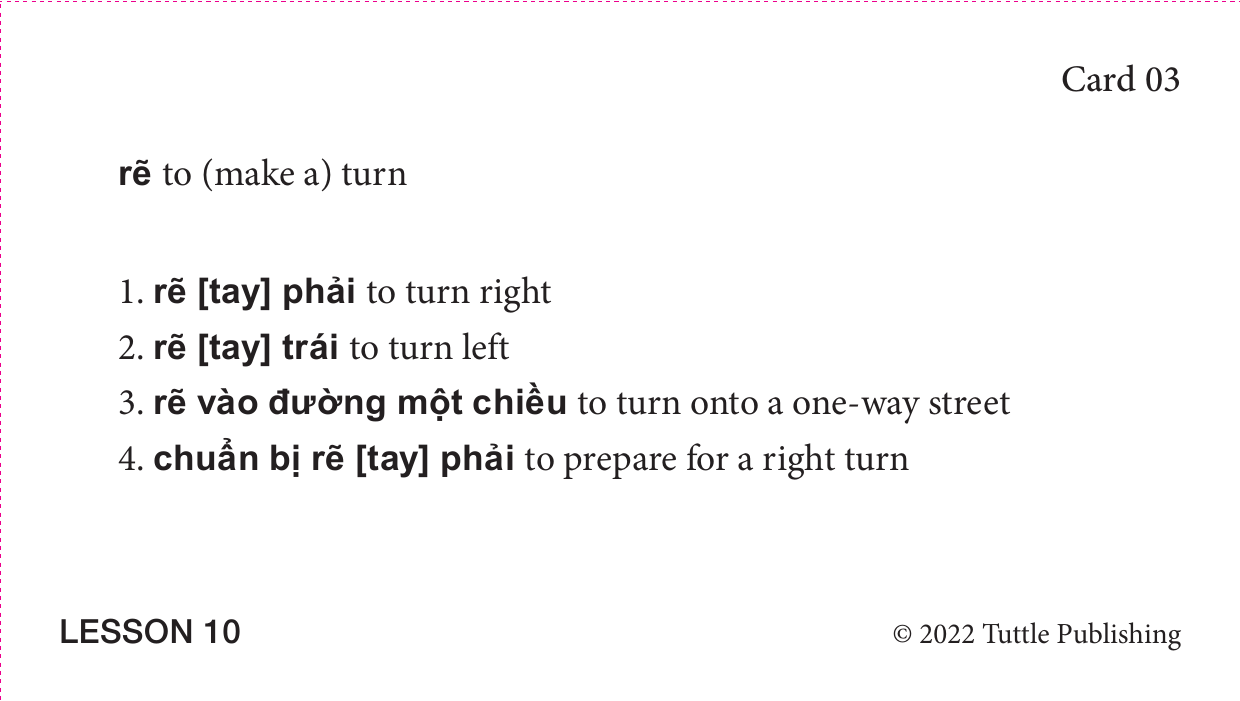 Card 03
rẽ to (make a) turn
1. rẽ [tay] phải to turn right
2. rẽ [tay] trái to turn left
3. rẽ vào đường một chiều to turn onto a one-way street
4. chuẩn bị rẽ [tay] phải to prepare for a right turn
LESSON 10
© 2022 Tuttle Publishing